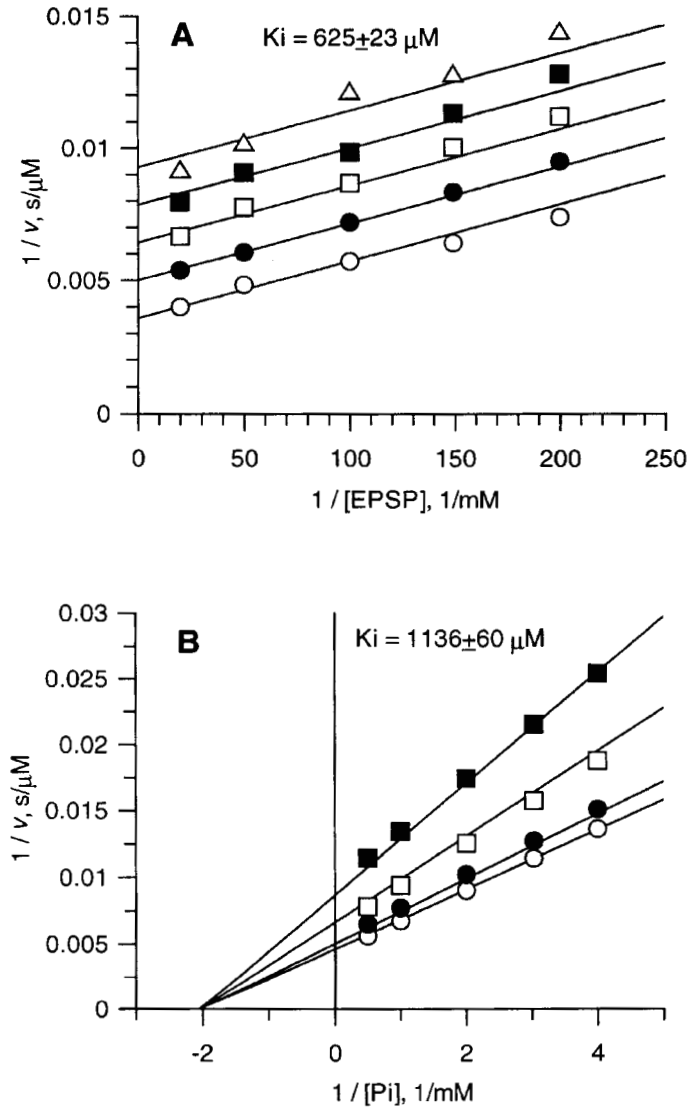 0.015
A
Ki = 625±23 μM
0.01
1 / v, s/μM
0.005
0
0 50 100 150 200 250
1 / [EPSP], 1/mM
0.03
B
Ki = 1136±60 μM
0.025
0.02
1 / v, s/μM
0.015
0.01
0.005
0
-2 0 2 4
1 / [Pi], 1/mM